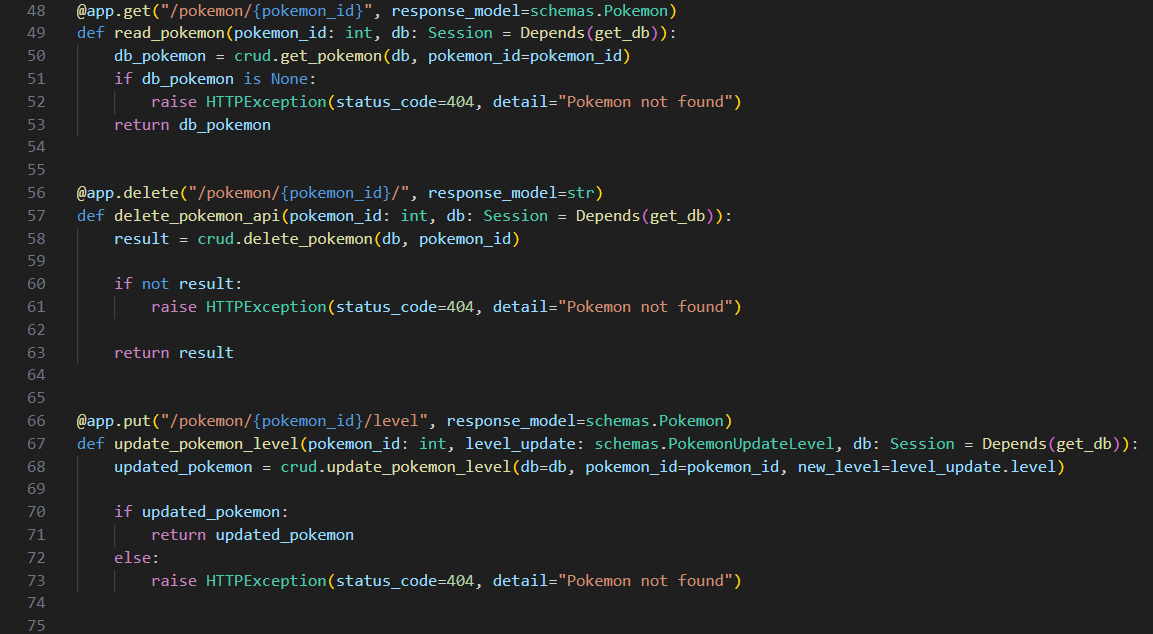 48 @app.get("/pokemon/{pokemon_id}", response_model=schemas.Pokemon)
49 def read_pokemon(pokemon_id: int, db: Session = Depends(get_db)):
50     db_pokemon = crud.get_pokemon(db, pokemon_id=pokemon_id)
51     if db_pokemon is None:
52         raise HTTPException(status_code=404, detail="Pokemon not found")
53     return db_pokemon
54
55
56 @app.delete("/pokemon/{pokemon_id}/", response_model=str)
57 def delete_pokemon_api(pokemon_id: int, db: Session = Depends(get_db)):
58     result = crud.delete_pokemon(db, pokemon_id)
59
60     if not result:
61         raise HTTPException(status_code=404, detail="Pokemon not found")
62
63     return result
64
65
66 @app.put("/pokemon/{pokemon_id}/level", response_model=schemas.Pokemon)
67 def update_pokemon_level(pokemon_id: int, level_update: schemas.PokemonUpdateLevel, db: Session = Depends(get_db)):
68     updated_pokemon = crud.update_pokemon_level(db=db, pokemon_id=pokemon_id, new_level=level_update.level)
69
70     if updated_pokemon:
71         return updated_pokemon
72     else:
73         raise HTTPException(status_code=404, detail="Pokemon not found")
74
75